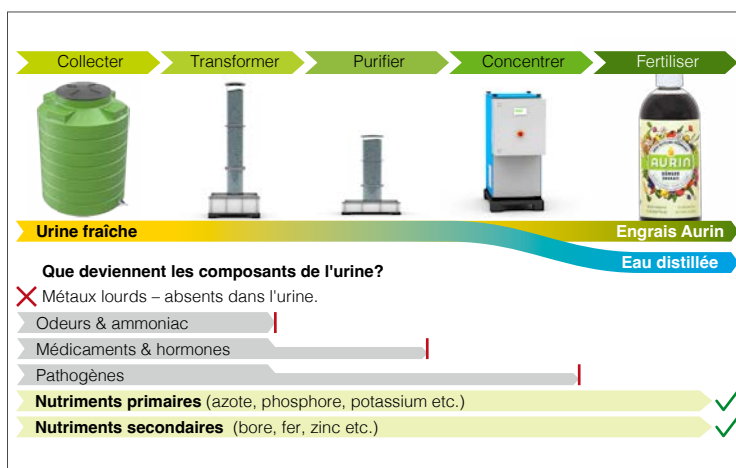 Collecter Transformer Purifier Concentrer Fertiliser
AURIN
DÜNGER
ENGRAIS
Urine fraîche
Engrais Aurin
Eau distillée
Que deviennent les composants de l'urine?
Métaux lourds – absents dans l'urine.
Odeurs & ammoniac
Médicaments & hormones
Pathogènes
Nutriments primaires (azote, phosphore, potassium etc.)
Nutriments secondaires (bore, fer, zinc etc.)